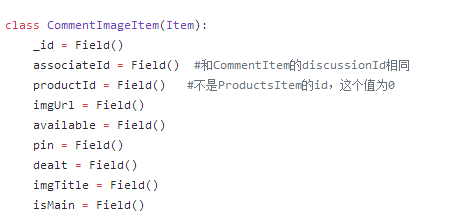 class CommentImageItem(Item):
    _id = Field()
    associateId = Field()  #和CommentItem的discussionId相同
    productId = Field()   #不是ProductsItem的id，这个值为0
    imgUrl = Field()
    available = Field()
    pin = Field()
    dealt = Field()
    imgTitle = Field()
    isMain = Field()